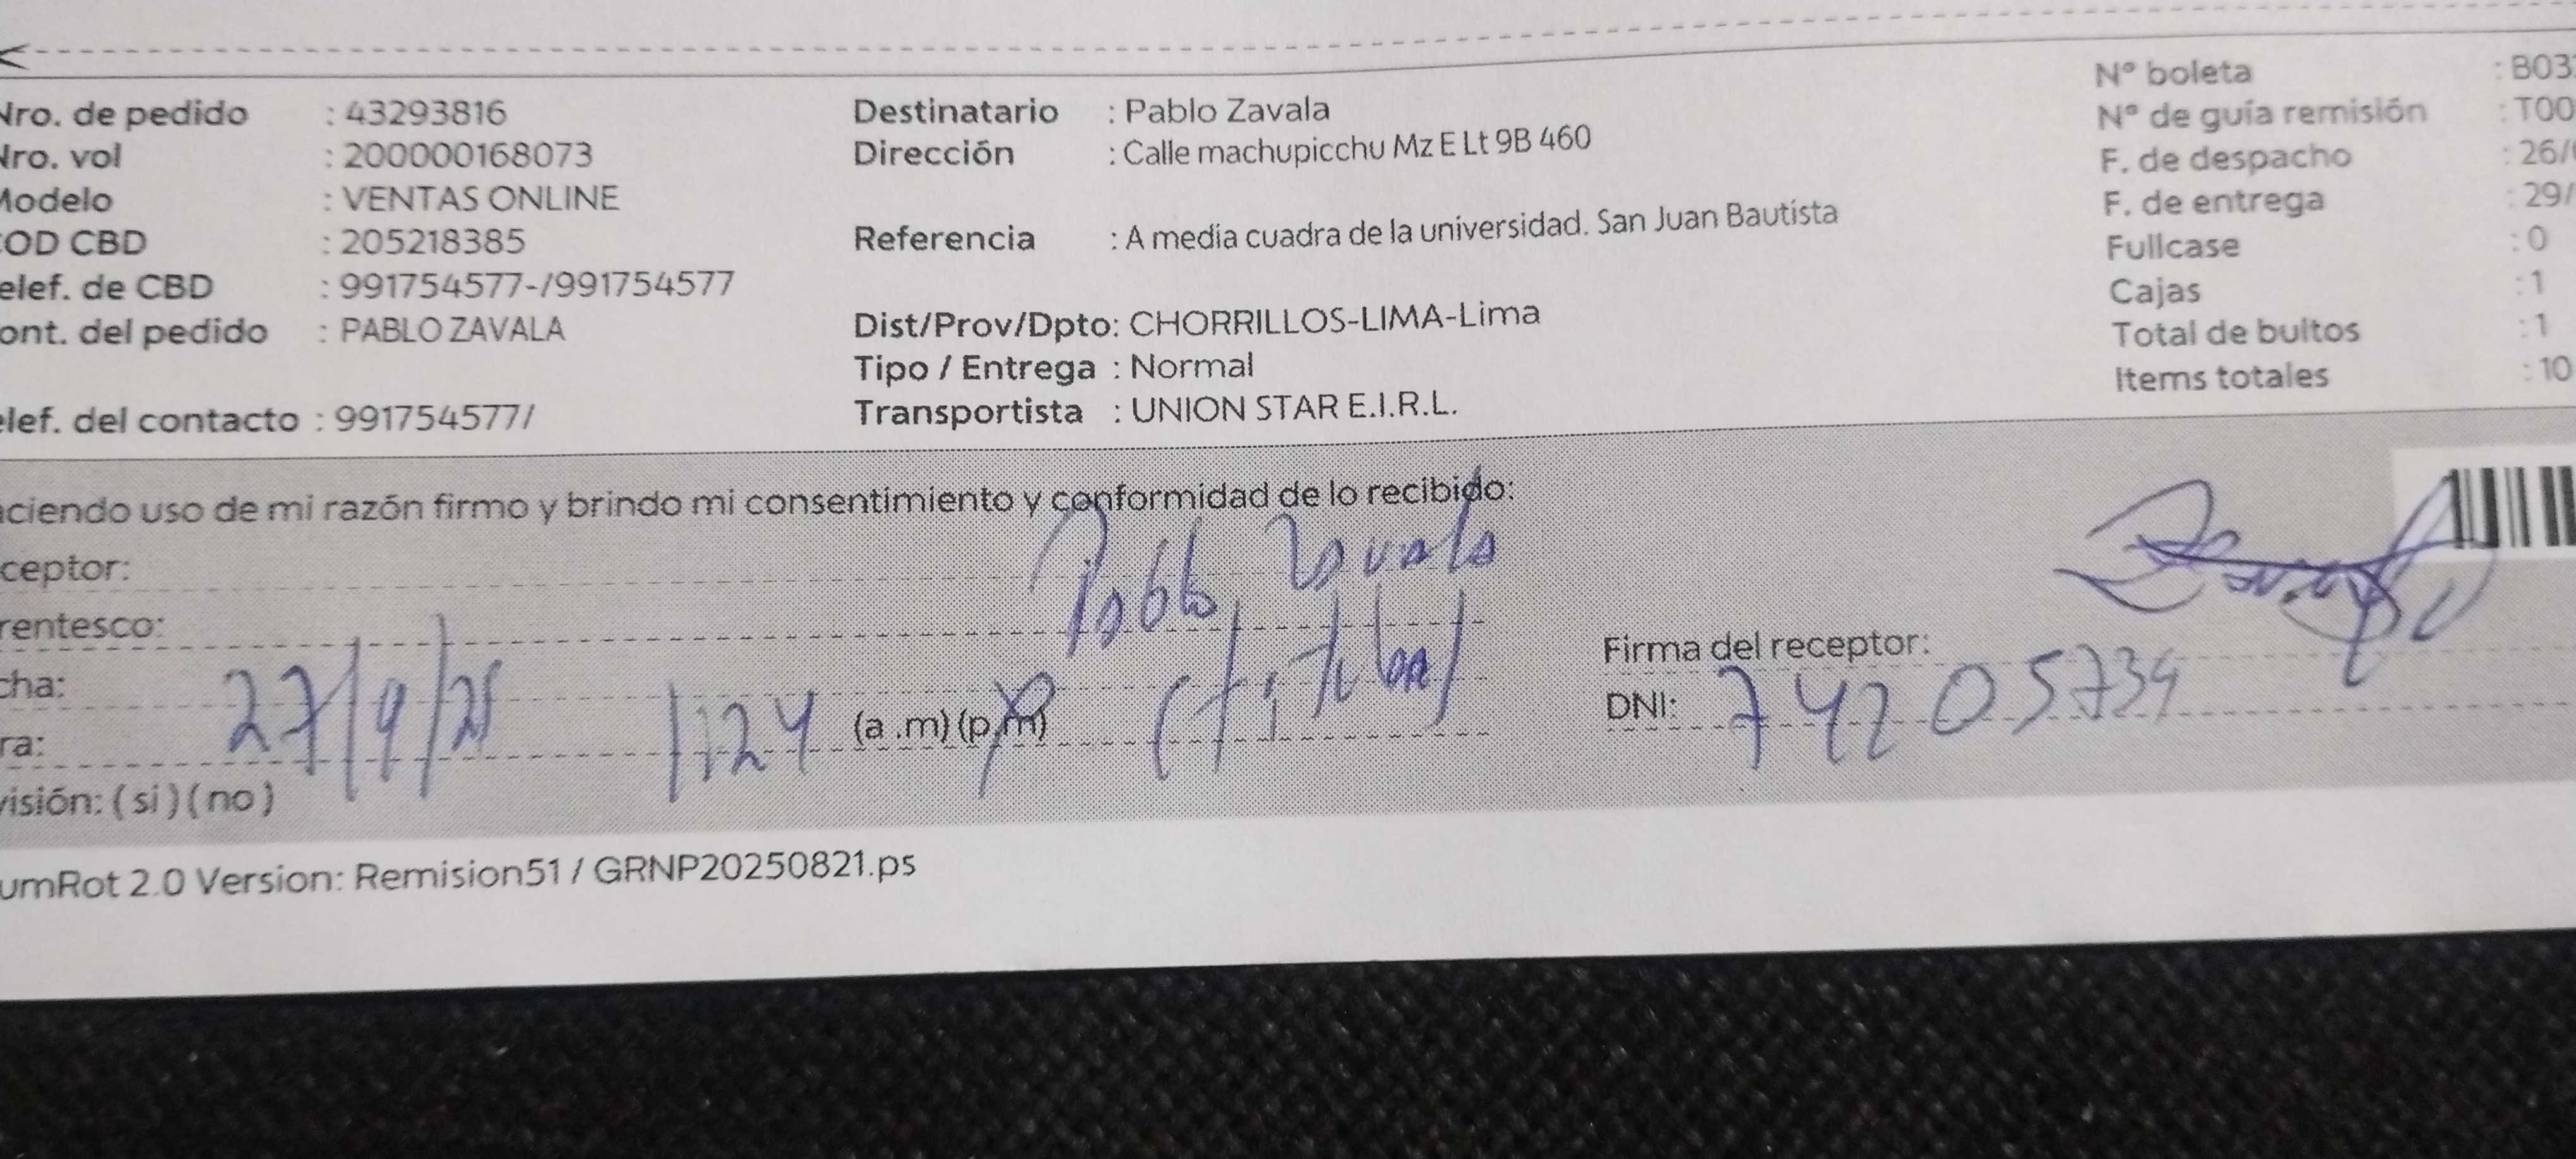 Nro. de pedido : 43293816
Nro. vol : 200000168073
Modelo : VENTAS ONLINE
COD CBD : 205218385
elef. de CBD : 991754577-/991754577
ont. del pedido : PABLO ZAVALA
elef. del contacto : 991754577/
Destinatario : Pablo Zavala
Dirección : Calle machupicchu Mz E Lt 9B 460
Referencia : A media cuadra de la universidad. San Juan Bautista
Dist/Prov/Dpto: CHORRILLOS-LIMA-Lima
Tipo / Entrega : Normal
Transportista : UNION STAR E.I.R.L.
N° boleta : B03
N° de guía remisión : T00
F. de despacho : 26/
F. de entrega : 29/
Fullcase : 0
Cajas : 1
Total de bultos : 1
Items totales : 10
aciendo uso de mi razón firmo y brindo mi consentimiento y conformidad de lo recibido:
ceptor: Pablo Zavala
rentesco: (titular)
cha: 27/9/25
ra: 1:24 (a .m) (p.m)
visión: ( si ) ( no )
Firma del receptor:
DNI: 74205734
umRot 2.0 Version: Remision51 / GRNP20250821.ps